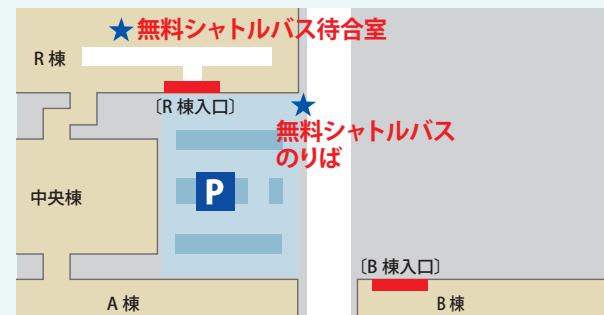 ★無料シャトルバス待合室
R 棟
〔R 棟入口〕
★
無料シャトルバス
のりば
P
中央棟
〔B 棟入口〕
A 棟
B 棟